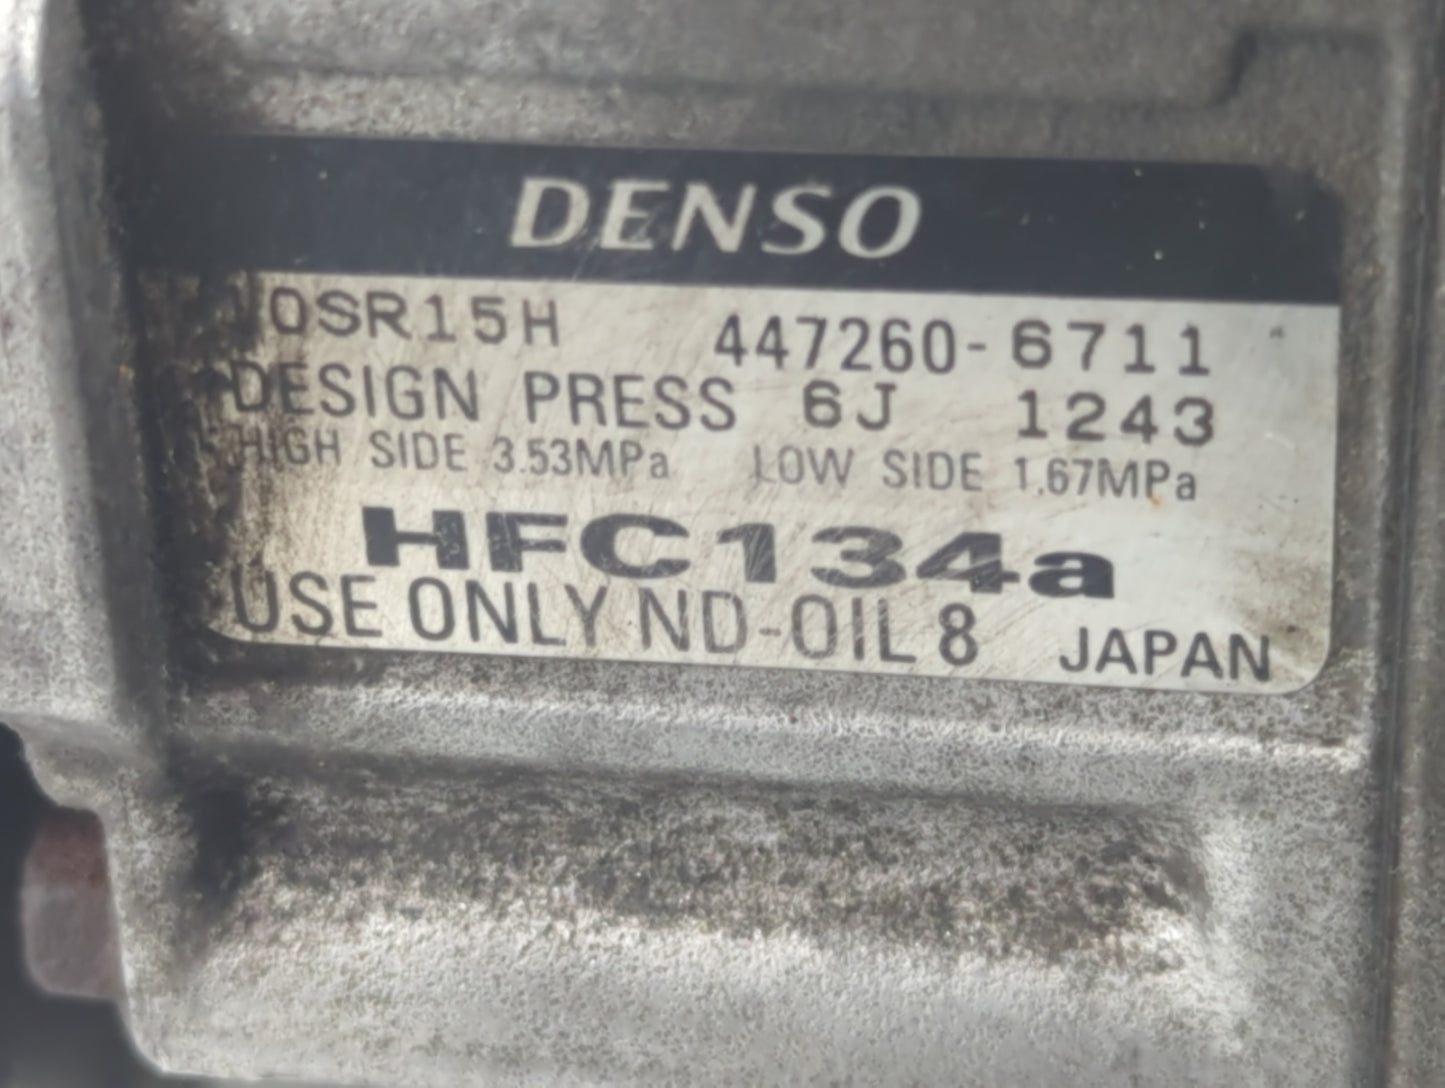 DENSO
10SR15H 447260-6711
DESIGN PRESS 6J 1243
HIGH SIDE 3.53MPa LOW SIDE 1.67MPa
HFC134a
USE ONLY ND-OIL 8 JAPAN